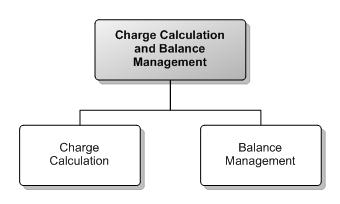 Charge Calculation
and Balance
Management
Charge
Calculation
Balance
Management